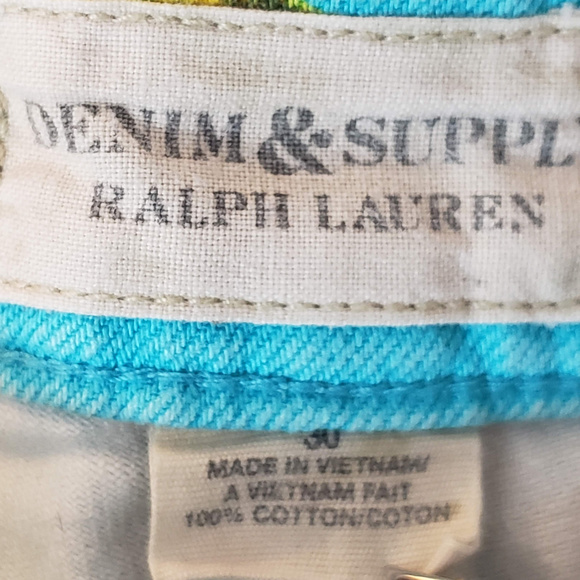 DENIM & SUPPL
RALPH LAUREN
30
MADE IN VIETNAM/
A VIETNAM FAIT
100% COTTON/COTON